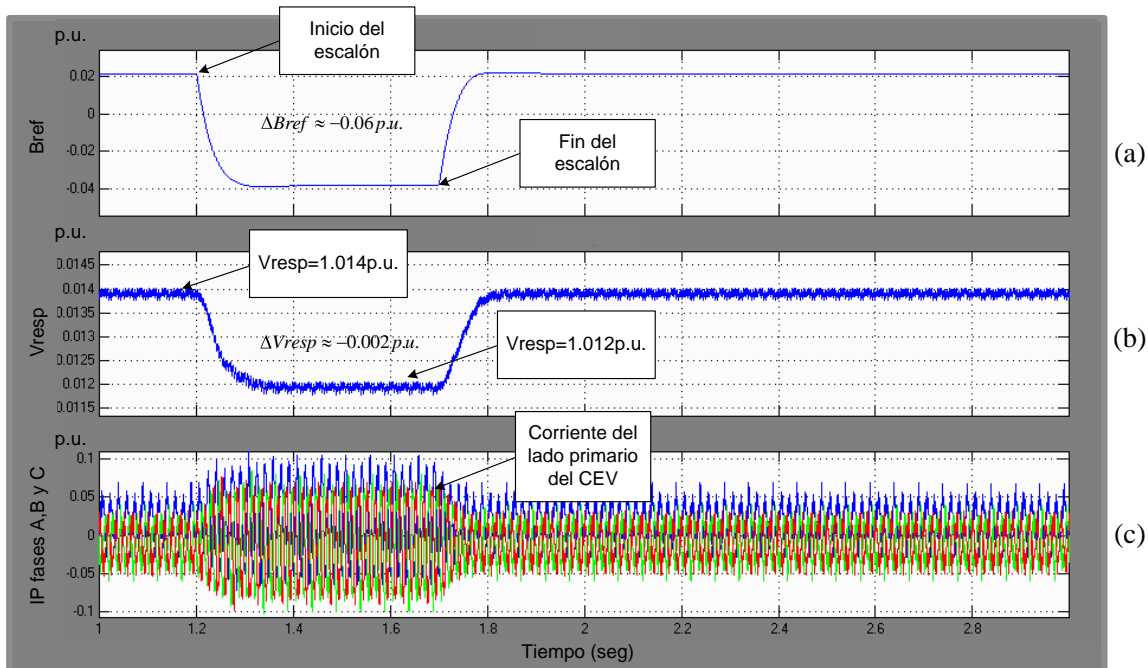 p.u.
Inicio del
escalón
0.02
0
-0.02
-0.04
Bref
ΔBref ≈ −0.06 p.u.
Fin del
escalón
(a)
p.u.
0.0145
0.014
0.0135
0.013
0.0125
0.012
0.0115
Vresp
Vresp=1.014p.u.
ΔVresp ≈ −0.002 p.u.
Vresp=1.012p.u.
(b)
p.u.
Corriente del
lado primario
del CEV
0.1
0.05
0
-0.05
-0.1
IP fases A,B y C
(c)
1 1.2 1.4 1.6 1.8 2 2.2 2.4 2.6 2.8
Tiempo (seg)